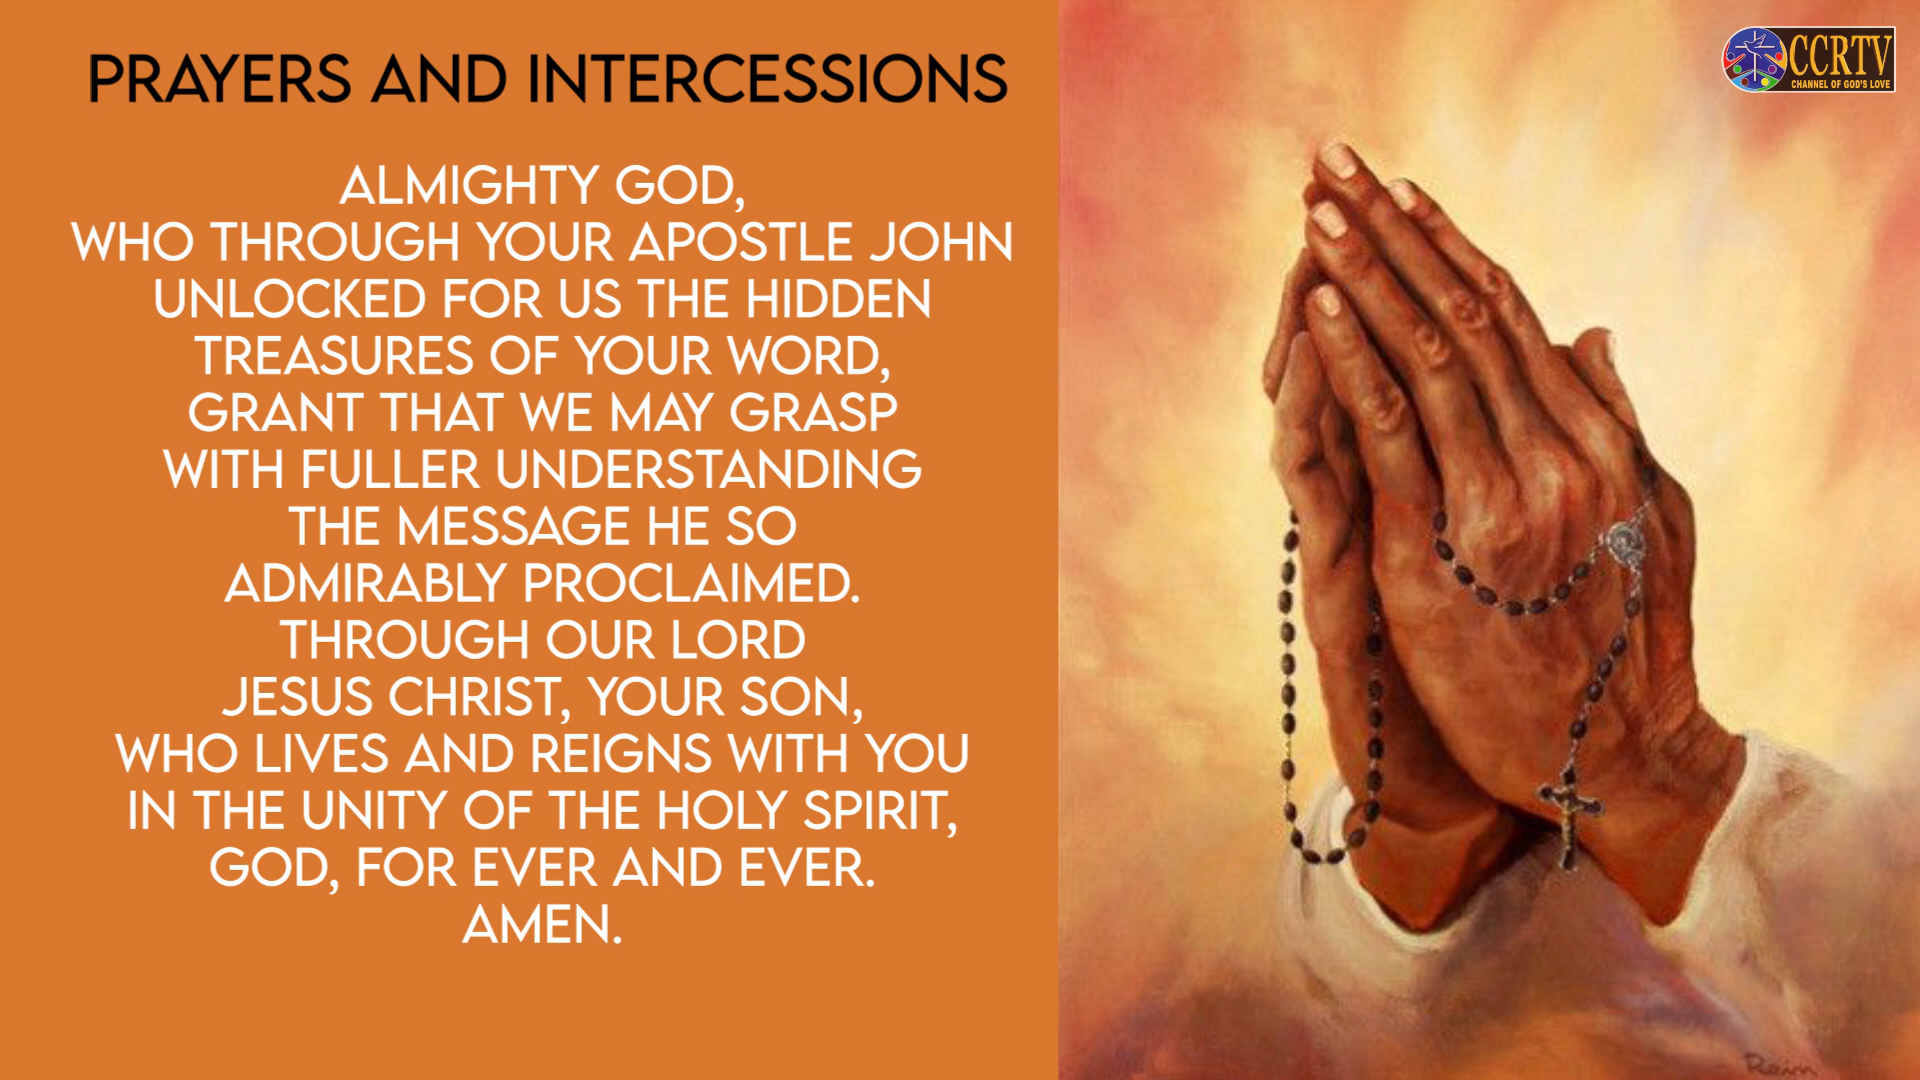 PRAYERS AND INTERCESSIONS
ALMIGHTY GOD,
WHO THROUGH YOUR APOSTLE JOHN
UNLOCKED FOR US THE HIDDEN
TREASURES OF YOUR WORD,
GRANT THAT WE MAY GRASP
WITH FULLER UNDERSTANDING
THE MESSAGE HE SO
ADMIRABLY PROCLAIMED.
THROUGH OUR LORD
JESUS CHRIST, YOUR SON,
WHO LIVES AND REIGNS WITH YOU
IN THE UNITY OF THE HOLY SPIRIT,
GOD, FOR EVER AND EVER.
AMEN.
CCRTV
CHANNEL OF GOD'S LOVE